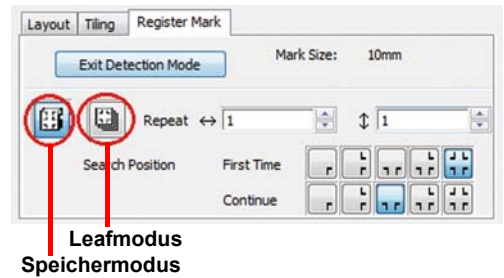 Layout Tiling Register Mark
Exit Detection Mode Mark Size: 10mm
Repeat ↔ 1 ↕ 1
Search Position First Time
Continue
Leafmodus
Speichermodus